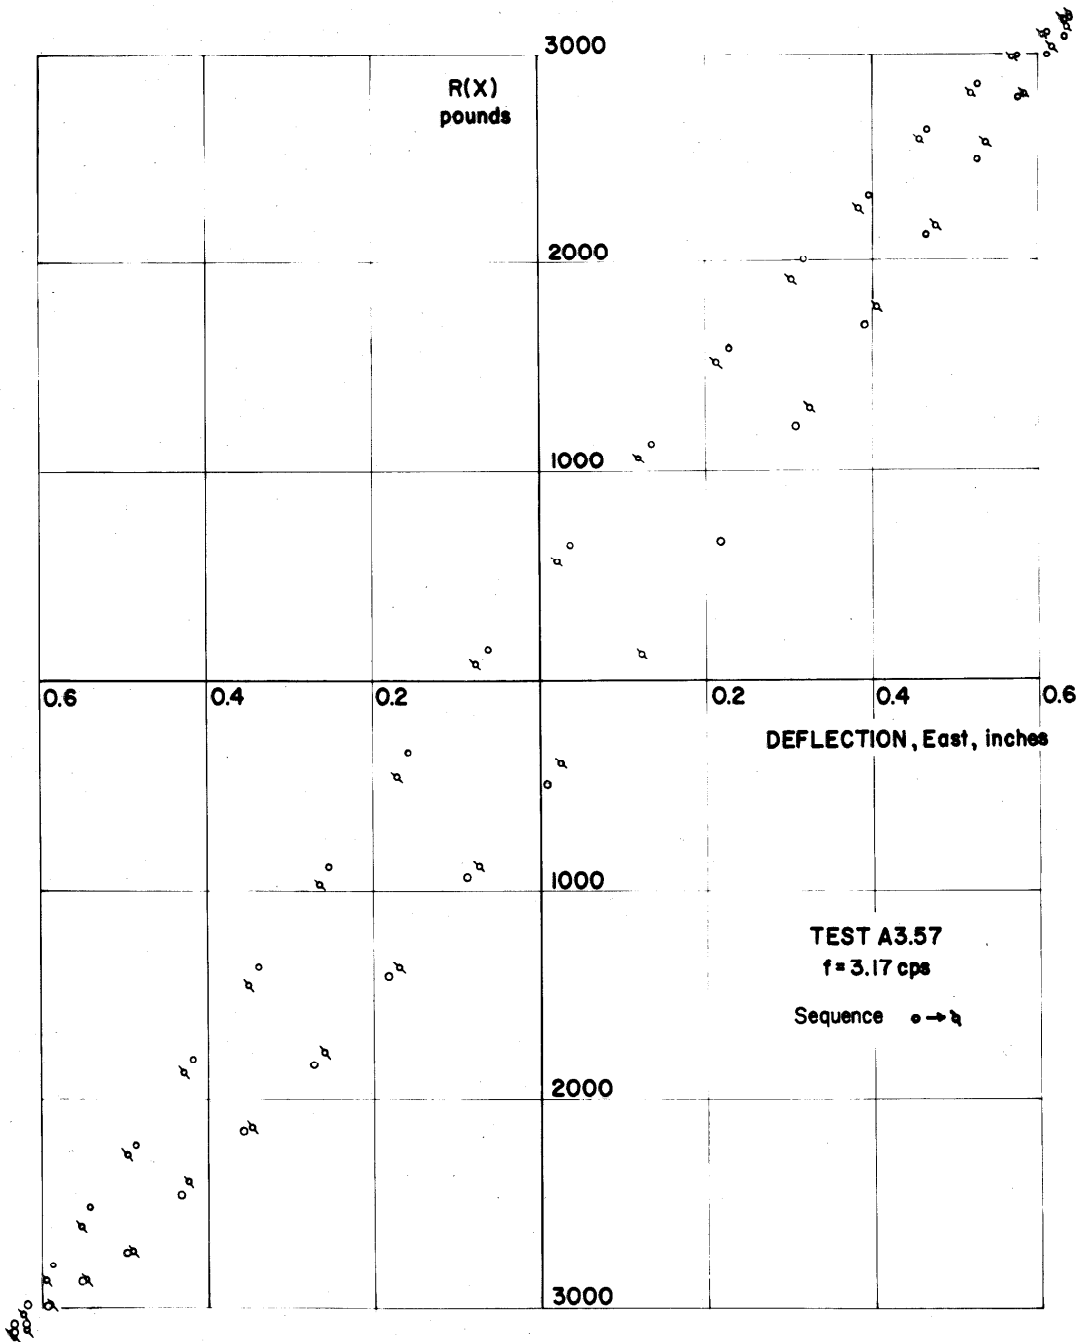 3000
R(X)
pounds
2000
1000
0.6 0.4 0.2 0.2 0.4 0.6
DEFLECTION, East, inches
1000
TEST A3.57
f = 3.17 cps
Sequence
2000
3000